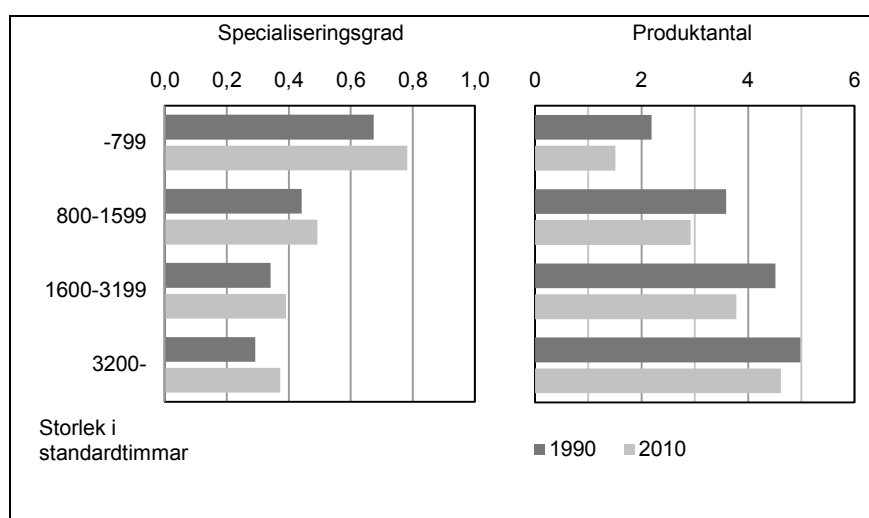 Specialiseringsgrad Produktantal
0,0 0,2 0,4 0,6 0,8 1,0 0 2 4 6
-799
800-1599
1600-3199
3200-
Storlek i
standardtimmar
1990 2010